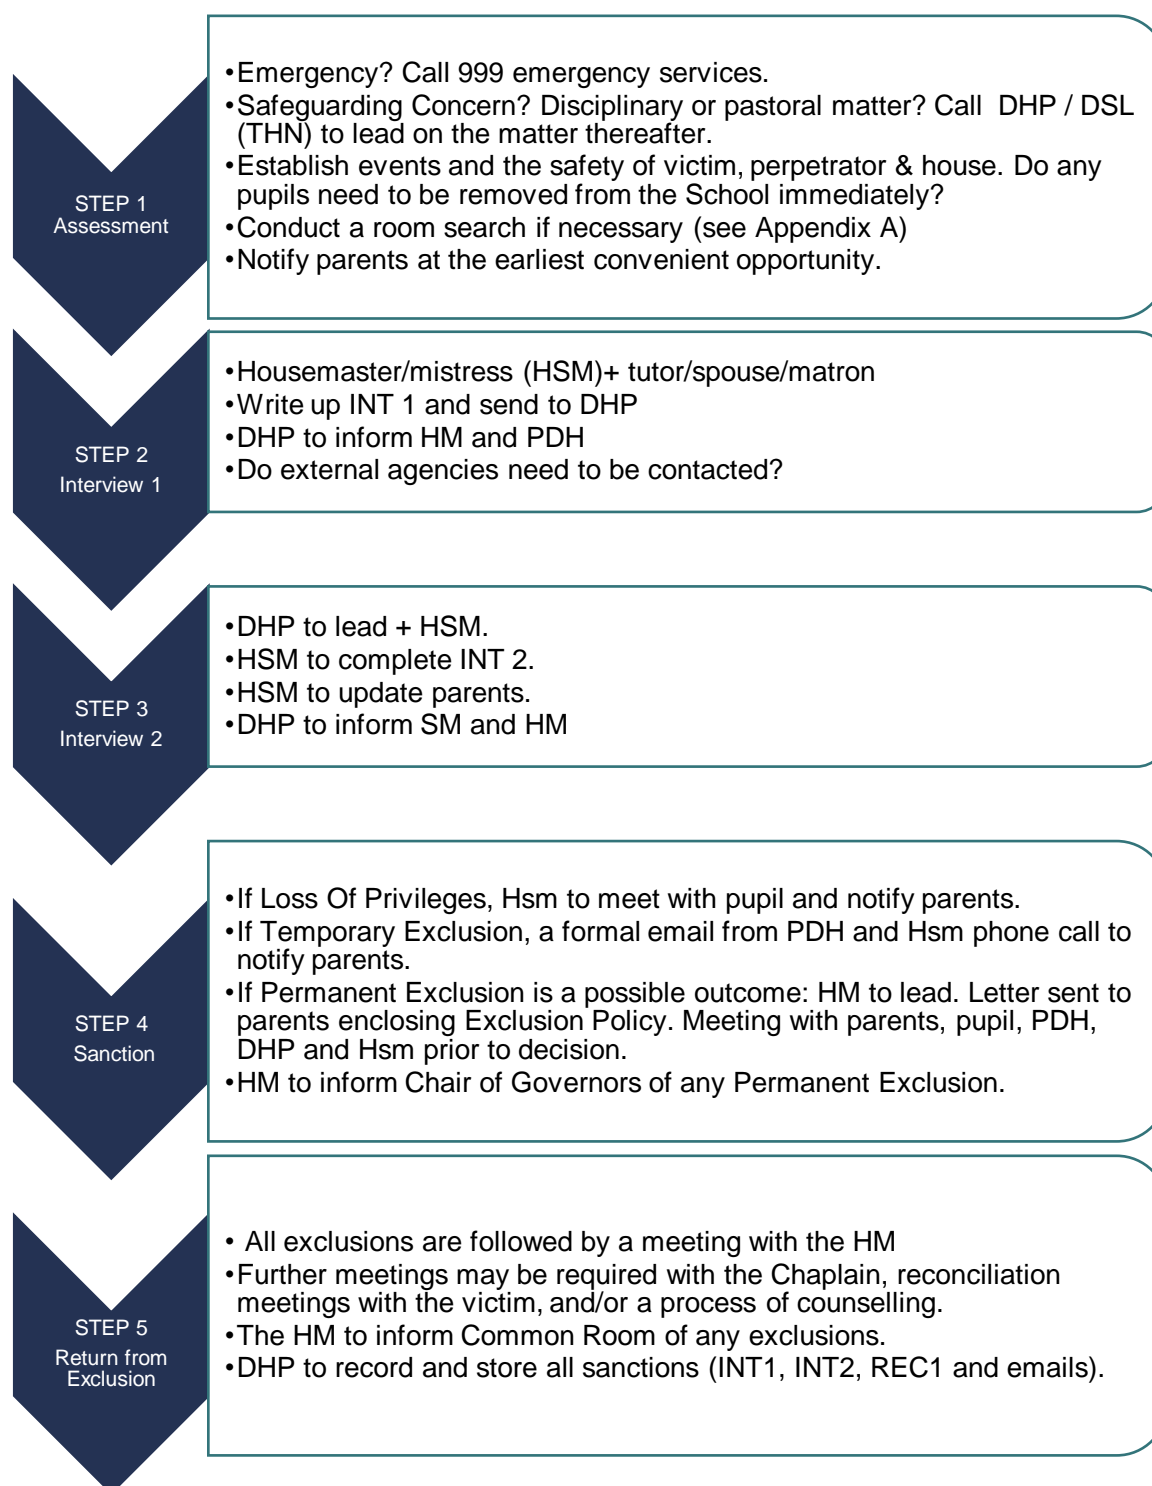 STEP 1
Assessment
•Emergency? Call 999 emergency services.
•Safeguarding Concern? Disciplinary or pastoral matter? Call  DHP / DSL
(THN) to lead on the matter thereafter.
•Establish events and the safety of victim, perpetrator & house. Do any
pupils need to be removed from the School immediately?
•Conduct a room search if necessary (see Appendix A)
•Notify parents at the earliest convenient opportunity.
STEP 2
Interview 1
•Housemaster/mistress (HSM)+ tutor/spouse/matron
•Write up INT 1 and send to DHP
•DHP to inform HM and PDH
•Do external agencies need to be contacted?
STEP 3
Interview 2
•DHP to lead + HSM.
•HSM to complete INT 2.
•HSM to update parents.
•DHP to inform SM and HM
STEP 4
Sanction
•If Loss Of Privileges, Hsm to meet with pupil and notify parents.
•If Temporary Exclusion, a formal email from PDH and Hsm phone call to
notify parents.
•If Permanent Exclusion is a possible outcome: HM to lead. Letter sent to
parents enclosing Exclusion Policy. Meeting with parents, pupil, PDH,
DHP and Hsm prior to decision.
•HM to inform Chair of Governors of any Permanent Exclusion.
STEP 5
Return from
Exclusion
• All exclusions are followed by a meeting with the HM
•Further meetings may be required with the Chaplain, reconciliation
meetings with the victim, and/or a process of counselling.
•The HM to inform Common Room of any exclusions.
•DHP to record and store all sanctions (INT1, INT2, REC1 and emails).